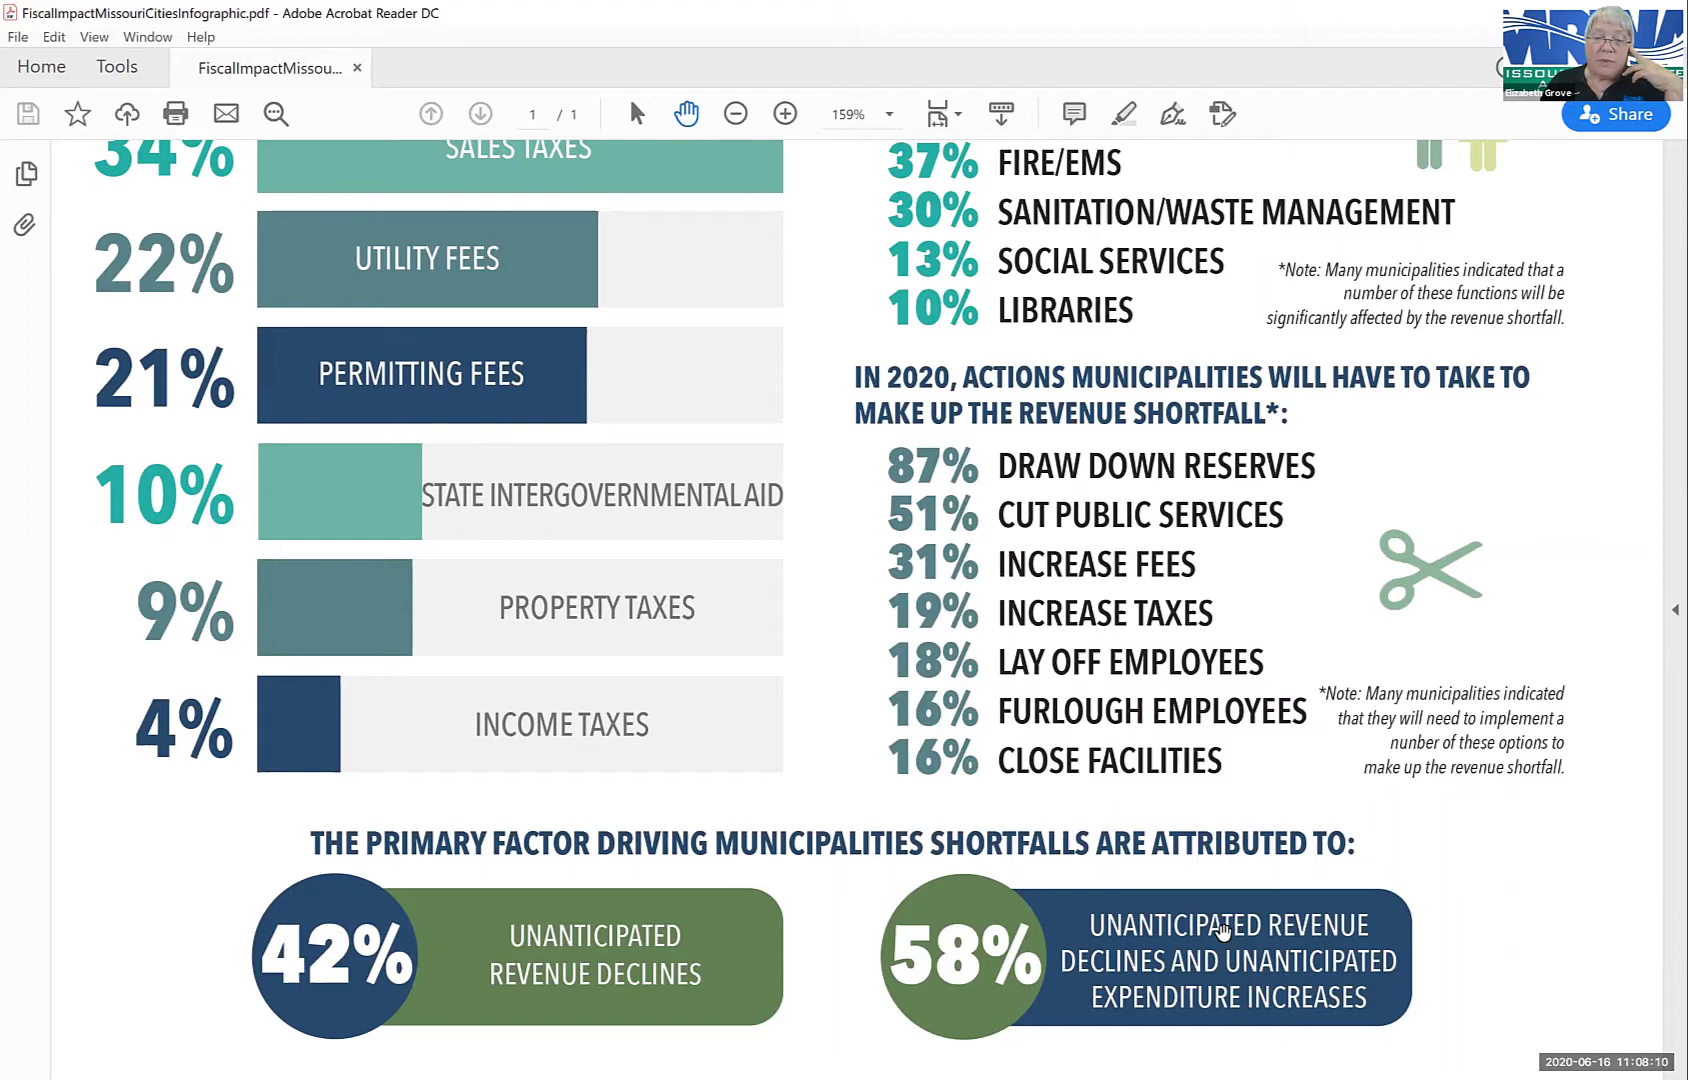 FiscalImpactMissouriCitiesInfographic.pdf - Adobe Acrobat Reader DC
File Edit View Window Help
Home Tools FiscalImpactMissou... ×
1 / 1 159% Share
Elizabeth Grove
34% SALES TAXES
22% UTILITY FEES
21% PERMITTING FEES
10% STATE INTERGOVERNMENTAL AID
9% PROPERTY TAXES
4% INCOME TAXES
37% FIRE/EMS
30% SANITATION/WASTE MANAGEMENT
13% SOCIAL SERVICES
10% LIBRARIES
*Note: Many municipalities indicated that a
number of these functions will be
significantly affected by the revenue shortfall.
IN 2020, ACTIONS MUNICIPALITIES WILL HAVE TO TAKE TO
MAKE UP THE REVENUE SHORTFALL*:
87% DRAW DOWN RESERVES
51% CUT PUBLIC SERVICES
31% INCREASE FEES
19% INCREASE TAXES
18% LAY OFF EMPLOYEES
16% FURLOUGH EMPLOYEES
16% CLOSE FACILITIES
*Note: Many municipalities indicated
that they will need to implement a
nunber of these options to
make up the revenue shortfall.
THE PRIMARY FACTOR DRIVING MUNICIPALITIES SHORTFALLS ARE ATTRIBUTED TO:
42% UNANTICIPATED
REVENUE DECLINES
58% UNANTICIPATED REVENUE
DECLINES AND UNANTICIPATED
EXPENDITURE INCREASES
2020-06-16 11:08:10